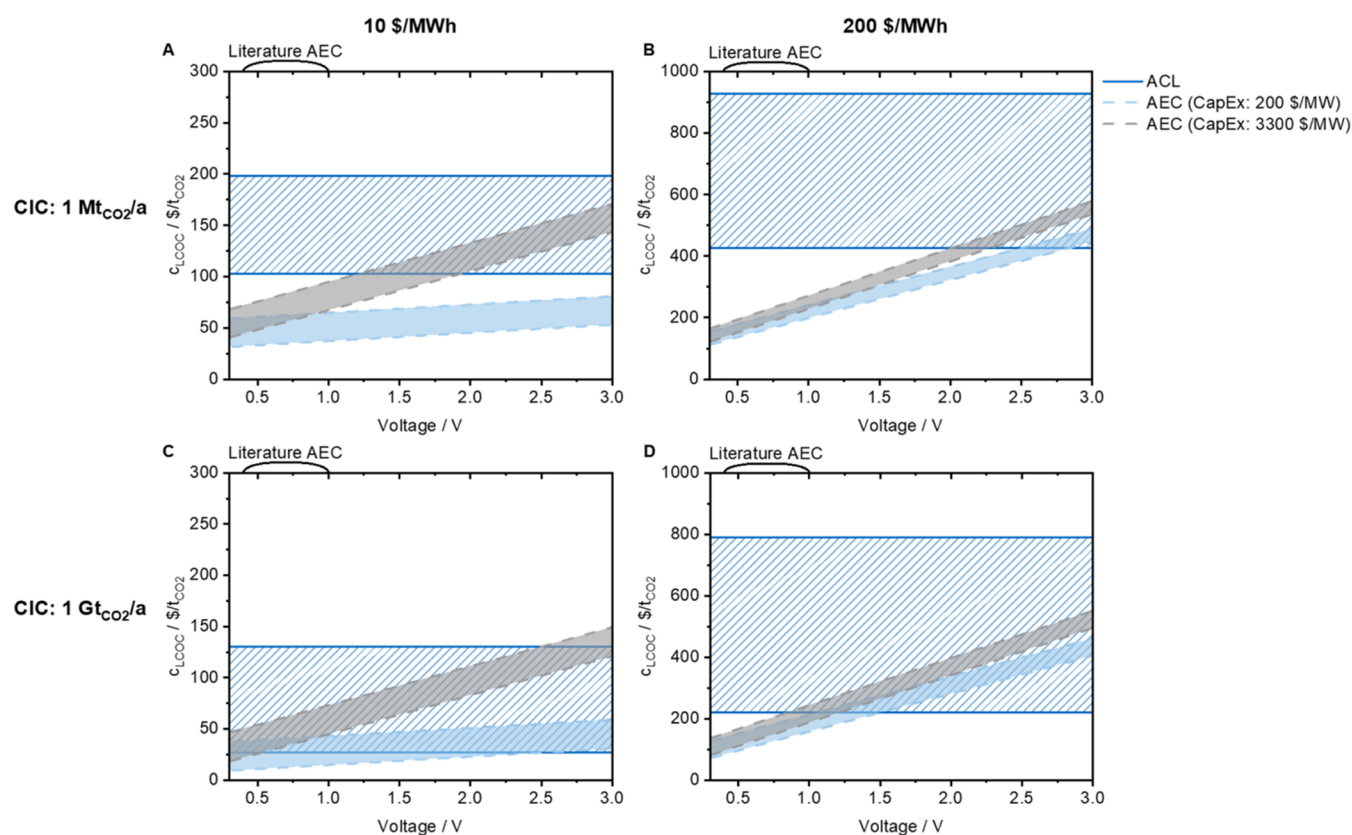 10 $/MWh
200 $/MWh
A
Literature AEC
B
Literature AEC
300
250
200
150
100
50
0
c_LCOC / $/t_CO2
0.5 1.0 1.5 2.0 2.5 3.0
Voltage / V
1000
800
600
400
200
0
c_LCOC / $/t_CO2
0.5 1.0 1.5 2.0 2.5 3.0
Voltage / V
ACL
AEC (CapEx: 200 $/MW)
AEC (CapEx: 3300 $/MW)
CIC: 1 Mt_CO2/a
C
Literature AEC
D
Literature AEC
300
250
200
150
100
50
0
c_LCOC / $/t_CO2
0.5 1.0 1.5 2.0 2.5 3.0
Voltage / V
1000
800
600
400
200
0
c_LCOC / $/t_CO2
0.5 1.0 1.5 2.0 2.5 3.0
Voltage / V
CIC: 1 Gt_CO2/a